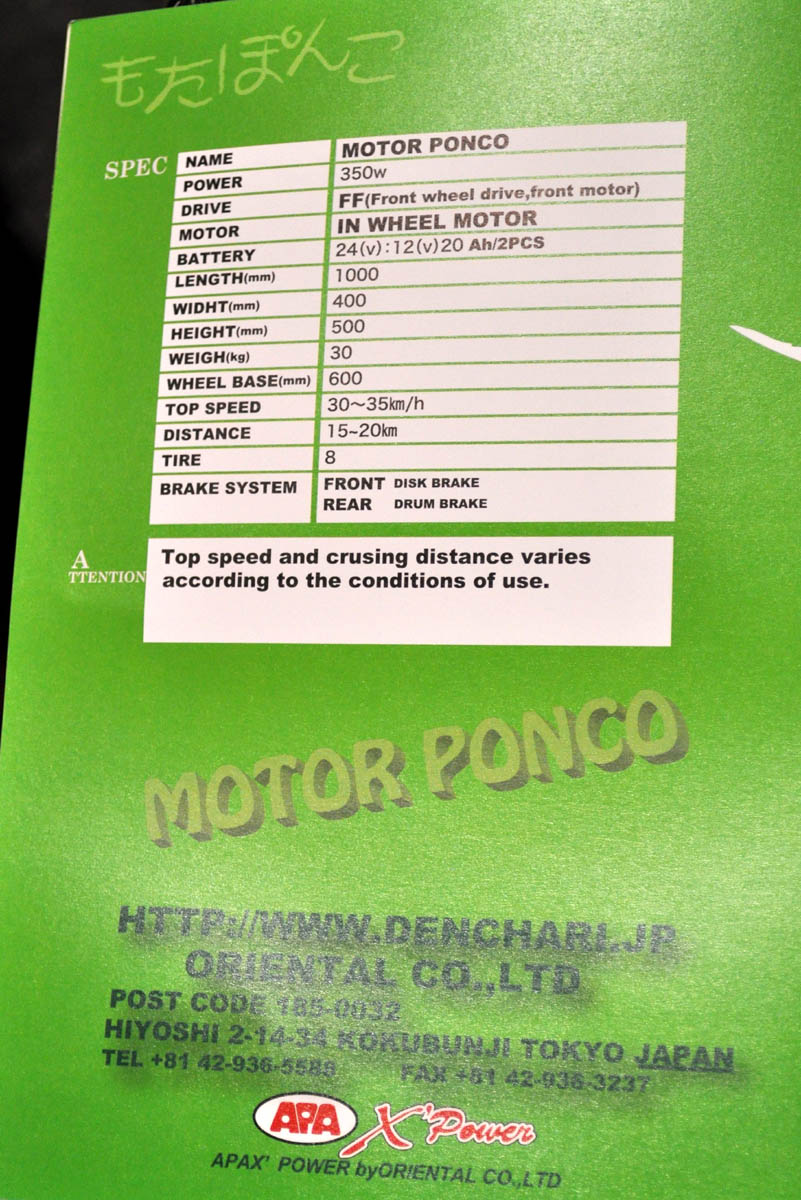 もたぽんこ
SPEC
NAME MOTOR PONCO
POWER 350w
DRIVE FF(Front wheel drive,front motor)
MOTOR IN WHEEL MOTOR
BATTERY 24(v):12(v)20 Ah/2PCS
LENGTH(mm) 1000
WIDHT(mm) 400
HEIGHT(mm) 500
WEIGH(kg) 30
WHEEL BASE(mm) 600
TOP SPEED 30～35km/h
DISTANCE 15~20km
TIRE 8
BRAKE SYSTEM FRONT DISK BRAKE
REAR DRUM BRAKE
ATTENTION
Top speed and crusing distance varies
according to the conditions of use.
MOTOR PONCO
HTTP://WWW.DENCHARI.JP
ORIENTAL CO.,LTD
POST CODE 185-0032
HIYOSHI 2-14-34 KOKUBUNJI TOKYO JAPAN
TEL +81 42-936-5589 FAX +81 42-936-3237
APA X'Power
APAX' POWER byORIENTAL CO.,LTD